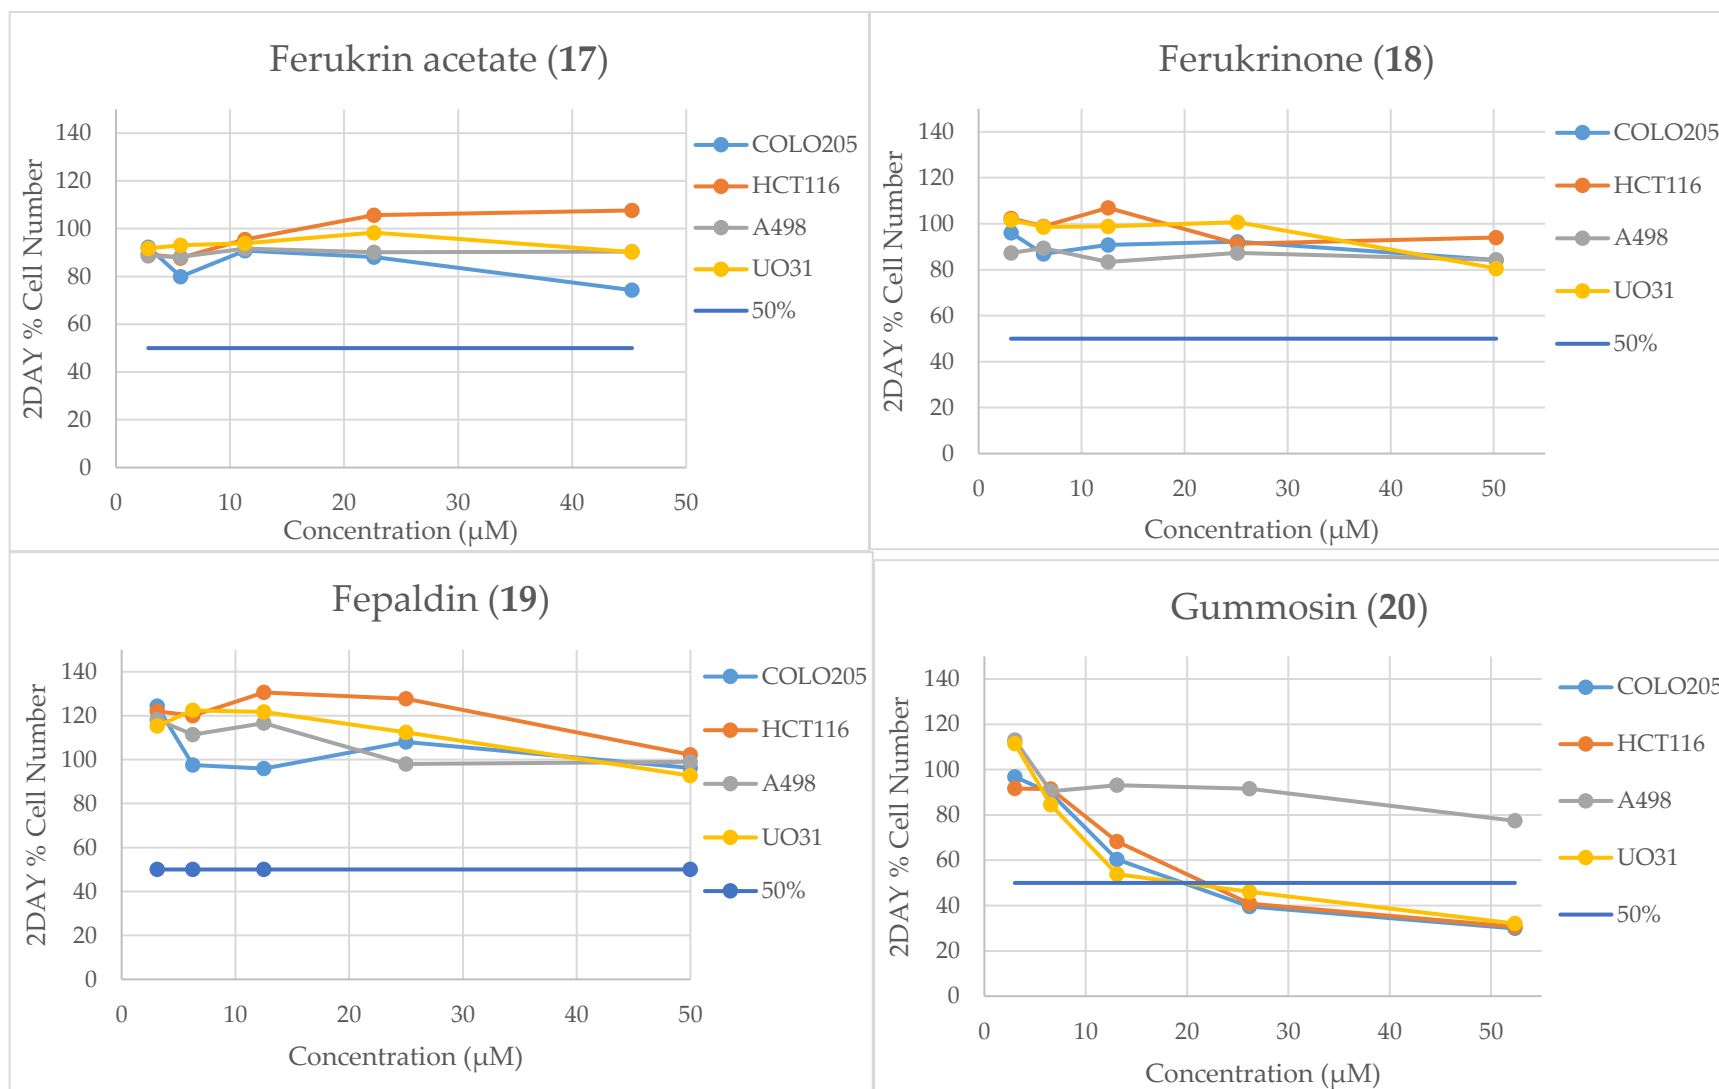 Ferukrin acetate (17)
2DAY % Cell Number
140
120
100
80
60
40
20
0
0 10 20 30 40 50
Concentration (µM)
COLO205
HCT116
A498
UO31
50%
Ferukrinone (18)
2DAY % Cell Number
140
120
100
80
60
40
20
0
0 10 20 30 40 50
Concentration (µM)
COLO205
HCT116
A498
UO31
50%
Fepaldin (19)
2DAY % Cell Number
140
120
100
80
60
40
20
0
0 10 20 30 40 50
Concentration (µM)
COLO205
HCT116
A498
UO31
50%
Gummosin (20)
2DAY % Cell Number
140
120
100
80
60
40
20
0
0 10 20 30 40 50
Concentration (µM)
COLO205
HCT116
A498
UO31
50%